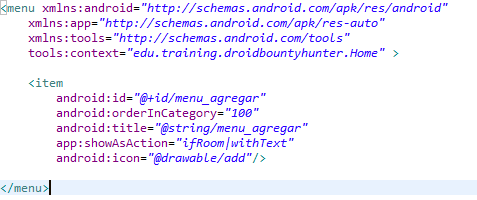 <menu xmlns:android="http://schemas.android.com/apk/res/android"
xmlns:app="http://schemas.android.com/apk/res-auto"
xmlns:tools="http://schemas.android.com/tools"
tools:context="edu.training.droidbountyhunter.Home" >
<item
android:id="@+id/menu_agregar"
android:orderInCategory="100"
android:title="@string/menu_agregar"
app:showAsAction="ifRoom|withText"
android:icon="@drawable/add"/>
</menu>